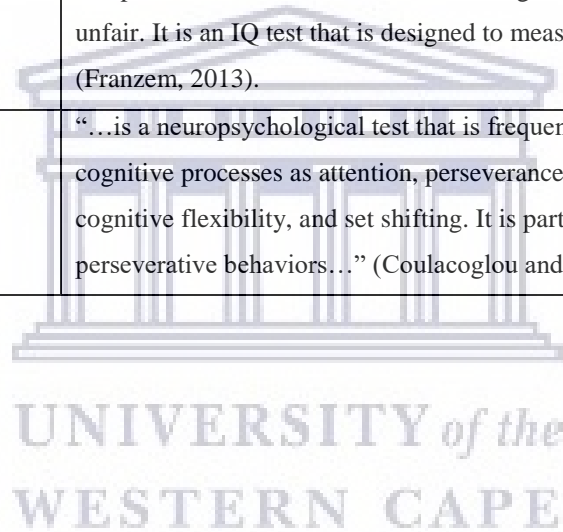 unfair. It is an IQ test that is designed to meas
(Franzem, 2013).
“…is a neuropsychological test that is frequen
cognitive processes as attention, perseverance
cognitive flexibility, and set shifting. It is part
perseverative behaviors…” (Coulacoglou and
UNIVERSITY of the
WESTERN CAPE